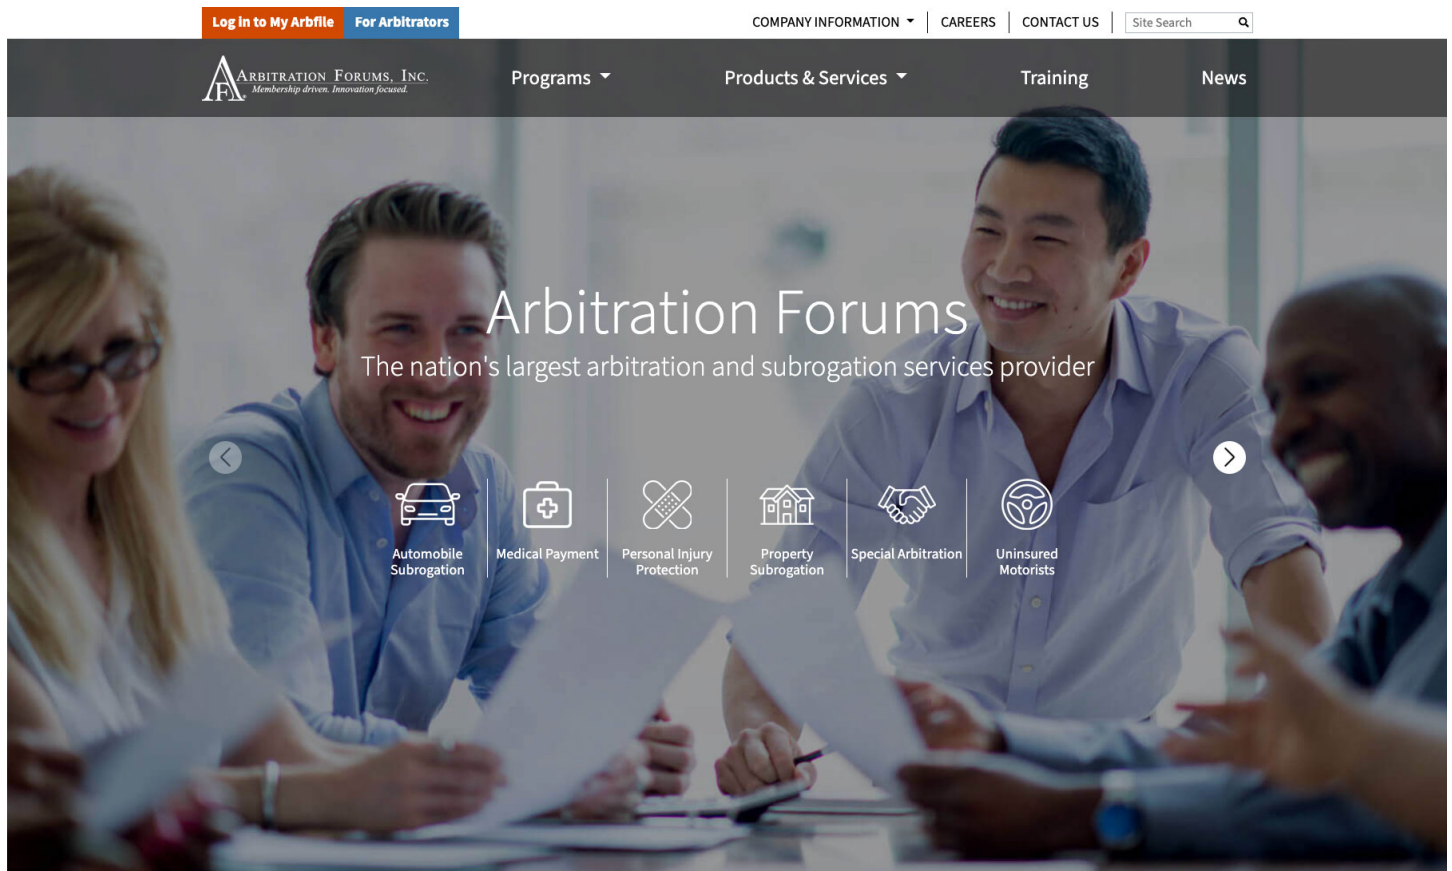 Log in to My Arbfile For Arbitrators COMPANY INFORMATION CAREERS CONTACT US Site Search
ARBITRATION FORUMS, INC.
Membership driven. Innovation focused.
Programs Products & Services Training News
Arbitration Forums
The nation's largest arbitration and subrogation services provider
Automobile
Subrogation
Medical Payment
Personal Injury
Protection
Property
Subrogation
Special Arbitration
Uninsured
Motorists